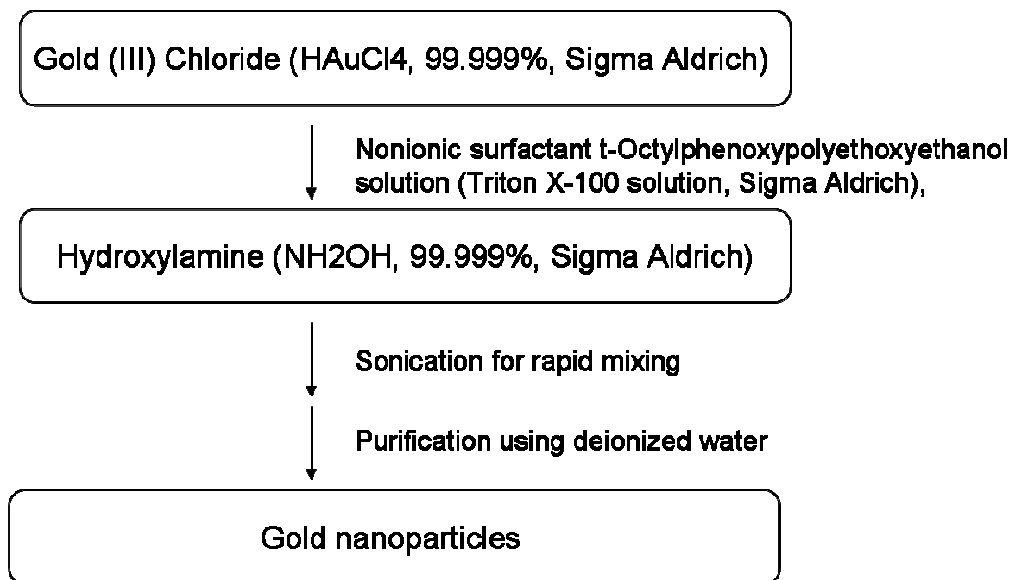 Gold (III) Chloride (HAuCl4, 99.999%, Sigma Aldrich)
Nonionic surfactant t-Octylphenoxypolyethoxyethanol
solution (Triton X-100 solution, Sigma Aldrich),
Hydroxylamine (NH2OH, 99.999%, Sigma Aldrich)
Sonication for rapid mixing
Purification using deionized water
Gold nanoparticles